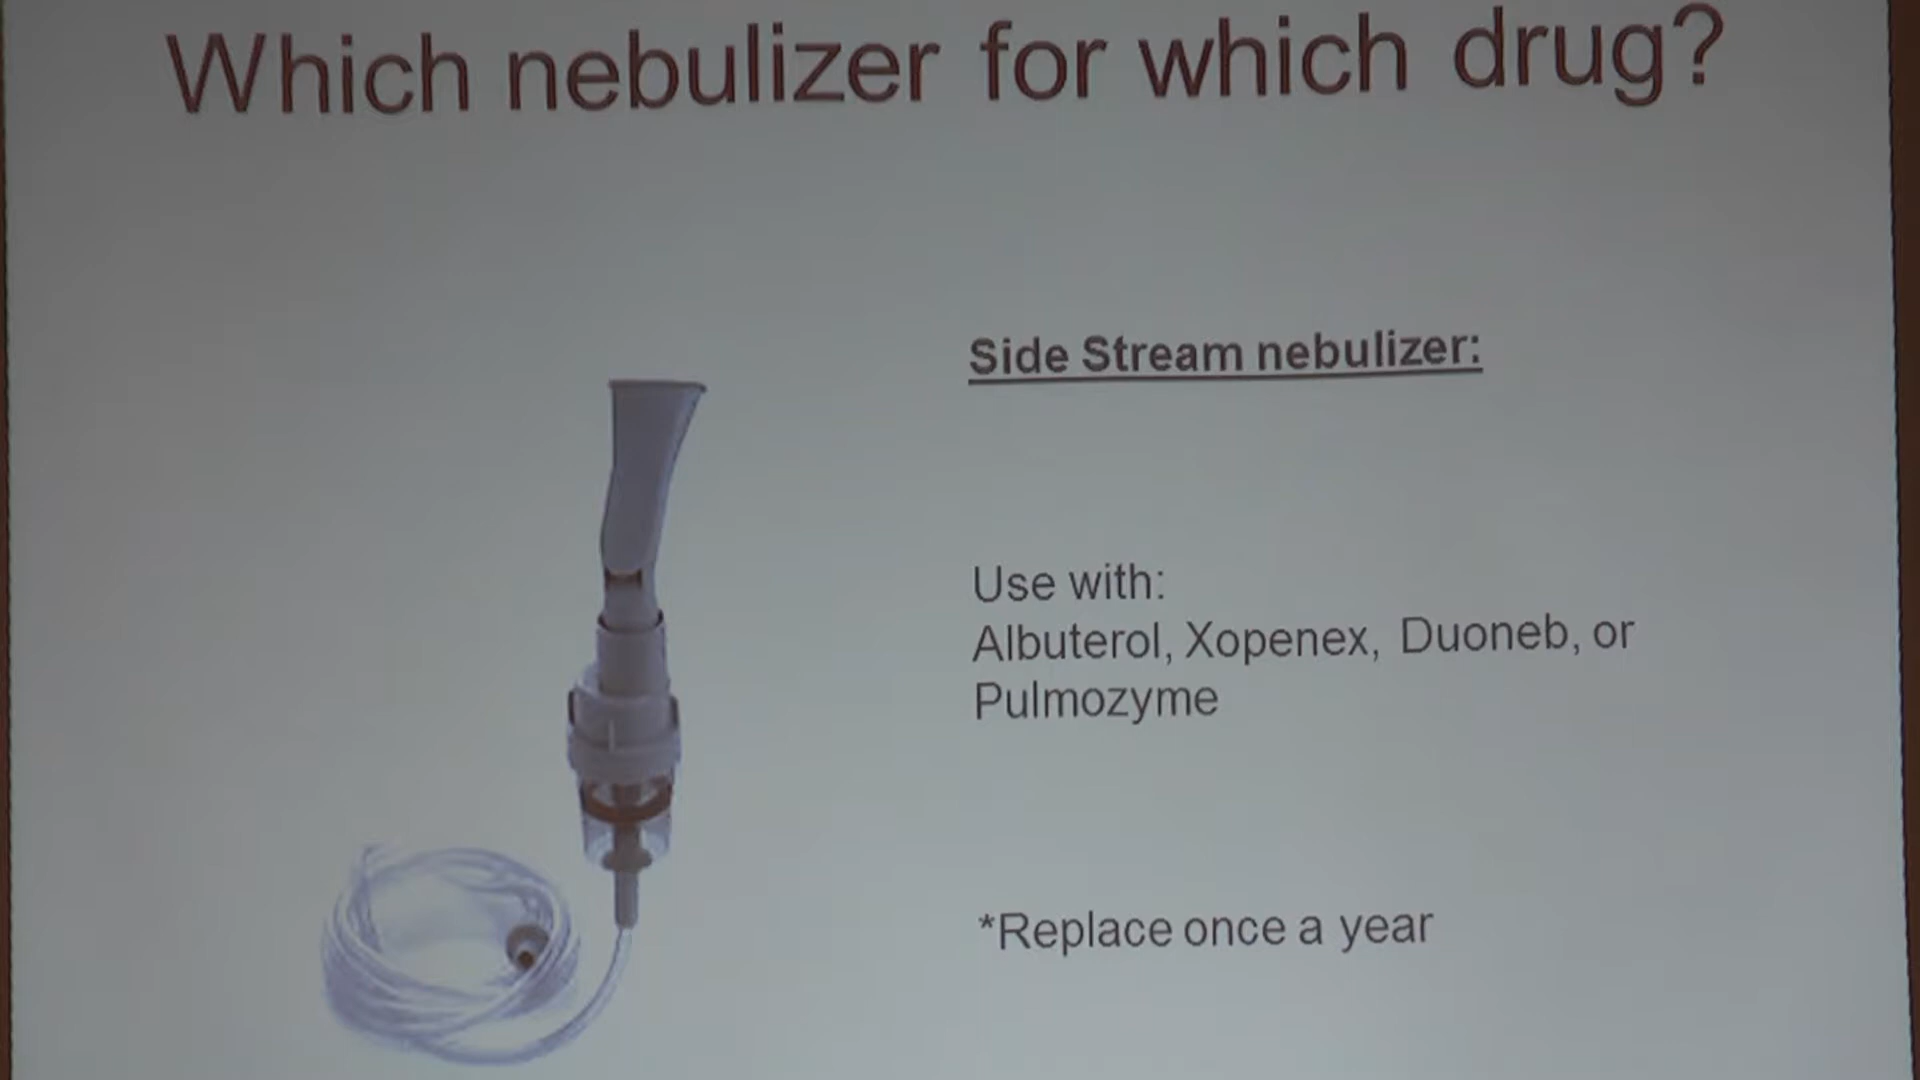 Which nebulizer for which drug?
Side Stream nebulizer:
Use with:
Albuterol, Xopenex, Duoneb, or
Pulmozyme
*Replace once a year